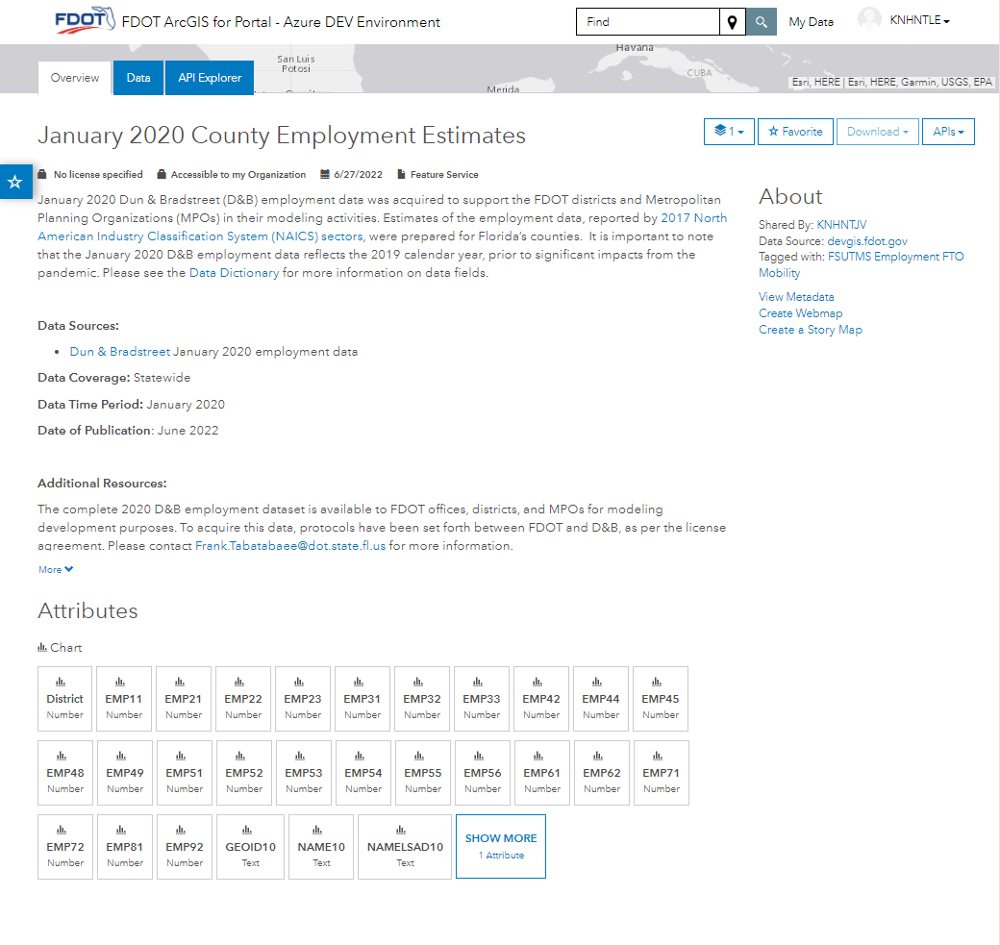 FDOT FDOT ArcGIS for Portal - Azure DEV Environment Find My Data KNHNTLE
San Luis
Potosi
Havana
CUBA
Merida
Esri, HERE | Esri, HERE, Garmin, USGS, EPA
Overview Data API Explorer
January 2020 County Employment Estimates
1 Favorite Download APIs
No license specified Accessible to my Organization 6/27/2022 Feature Service
January 2020 Dun & Bradstreet (D&B) employment data was acquired to support the FDOT districts and Metropolitan
Planning Organizations (MPOs) in their modeling activities. Estimates of the employment data, reported by 2017 North
American Industry Classification System (NAICS) sectors, were prepared for Florida's counties. It is important to note
that the January 2020 D&B employment data reflects the 2019 calendar year, prior to significant impacts from the
pandemic. Please see the Data Dictionary for more information on data fields.
Data Sources:
• Dun & Bradstreet January 2020 employment data
Data Coverage: Statewide
Data Time Period: January 2020
Date of Publication: June 2022
Additional Resources:
The complete 2020 D&B employment dataset is available to FDOT offices, districts, and MPOs for modeling
development purposes. To acquire this data, protocols have been set forth between FDOT and D&B, as per the license
agreement. Please contact Frank.Tabatabaee@dot.state.fl.us for more information.
More
About
Shared By: KNHNTJV
Data Source: devgis.fdot.gov
Tagged with: FSUTMS Employment FTO
Mobility
View Metadata
Create Webmap
Create a Story Map
Attributes
Chart
District EMP11 EMP21 EMP22 EMP23 EMP31 EMP32 EMP33 EMP42 EMP44 EMP45
Number Number Number Number Number Number Number Number Number Number Number
EMP48 EMP49 EMP51 EMP52 EMP53 EMP54 EMP55 EMP56 EMP61 EMP62 EMP71
Number Number Number Number Number Number Number Number Number Number Number
EMP72 EMP81 EMP92 GEOID10 NAME10 NAMELSAD10 SHOW MORE
Number Number Number Text Text Text 1 Attribute